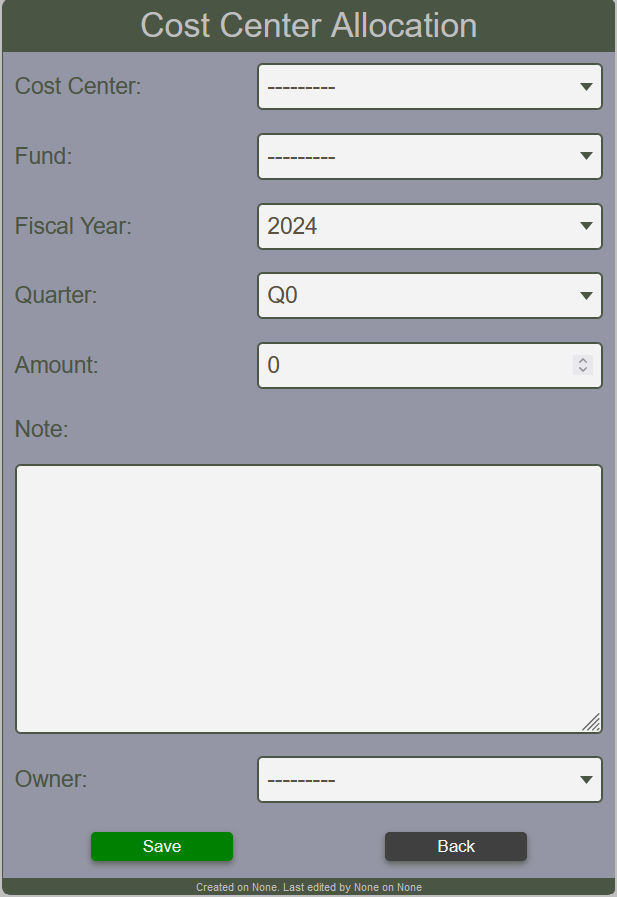 Cost Center Allocation
Cost Center: ---------
Fund: ---------
Fiscal Year: 2024
Quarter: Q0
Amount: 0
Note:
Owner: ---------
Save Back
Created on None. Last edited by None on None